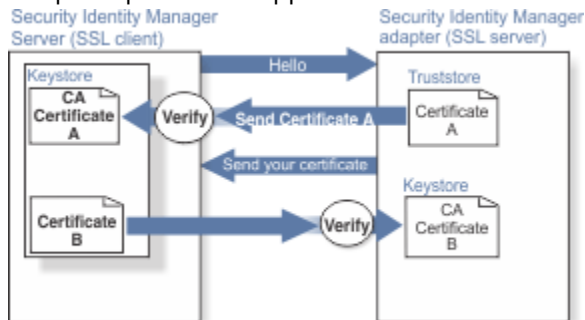 Security Identity Manager
Server (SSL client)
Security Identity Manager
adapter (SSL server)
Keystore
CA
Certificate
A
Certificate
B
Hello
Verify
Send Certificate A
Send your certificate
Verify
Truststore
Certificate
A
Keystore
CA
Certificate
B